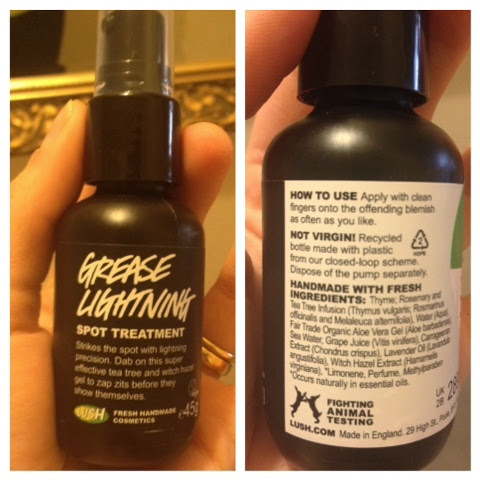 GREASE
LIGHTNING
SPOT TREATMENT
Strikes the spot with lightning
precision. Dab on this super
effective tea tree and witch hazel
gel to zap zits before they
show themselves.
LUSH FRESH HANDMADE
COSMETICS
45g
HOW TO USE Apply with clean
fingers onto the offending blemish
as often as you like.
NOT VIRGIN! Recycled
bottle made with plastic
from our closed-loop scheme.
Dispose of the pump separately.
HDPE
HANDMADE WITH FRESH
INGREDIENTS: Thyme, Rosemary and
Tea Tree Infusion (Thymus vulgaris; Rosmarinus
officinalis and Melaleuca alternifolia), Water (Aqua),
Fair Trade Organic Aloe Vera Gel (Aloe barbadensis),
Sea Water, Grape Juice (Vitis vinifera), Carrageenan
Extract (Chondrus crispus), Lavender Oil (Lavandula
angustifolia), Witch Hazel Extract (Hamamelis
virginiana), *Limonene, Perfume, Methylparaben
*Occurs naturally in essential oils.
FIGHTING
ANIMAL
TESTING
LUSH.COM Made in England. 29 High St, Poole,
UK